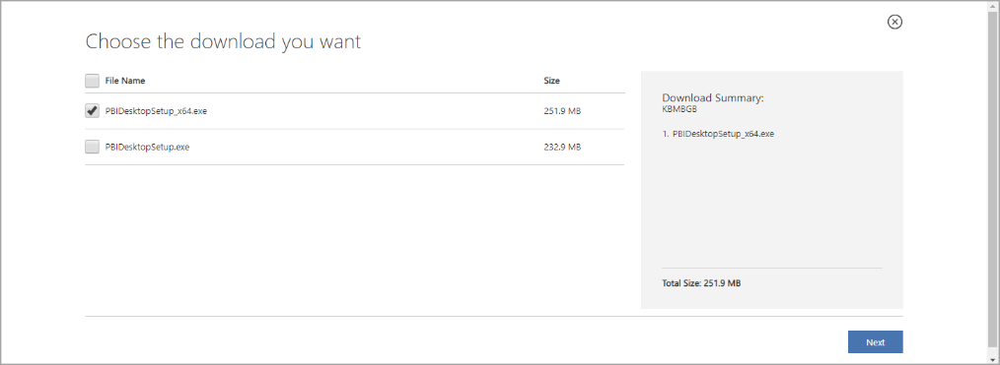 Choose the download you want
File Name Size
PBIDesktopSetup_x64.exe 251.9 MB
PBIDesktopSetup.exe 232.9 MB
Download Summary:
KBMBGB
1. PBIDesktopSetup_x64.exe
Total Size: 251.9 MB
Next